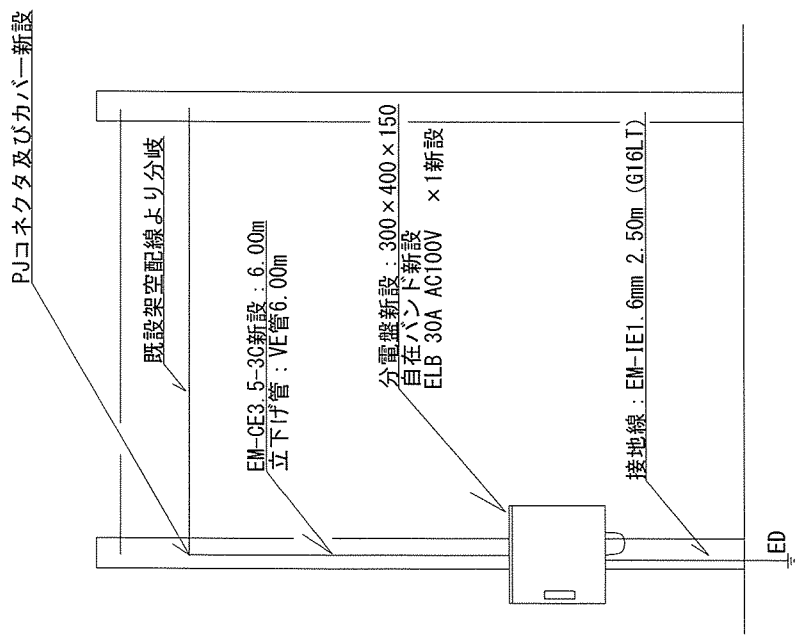 PJコネクタ及びカバー新設
既設架空配線より分岐
EM-CE3.5-3C新設:6.00m
立下げ管:VE管6.00m
分電盤新設:300×400×150
自在バンド新設
ELB 30A AC100V ×1新設
接地線:EM-IE1.6mm 2.50m (G16LT)
ED